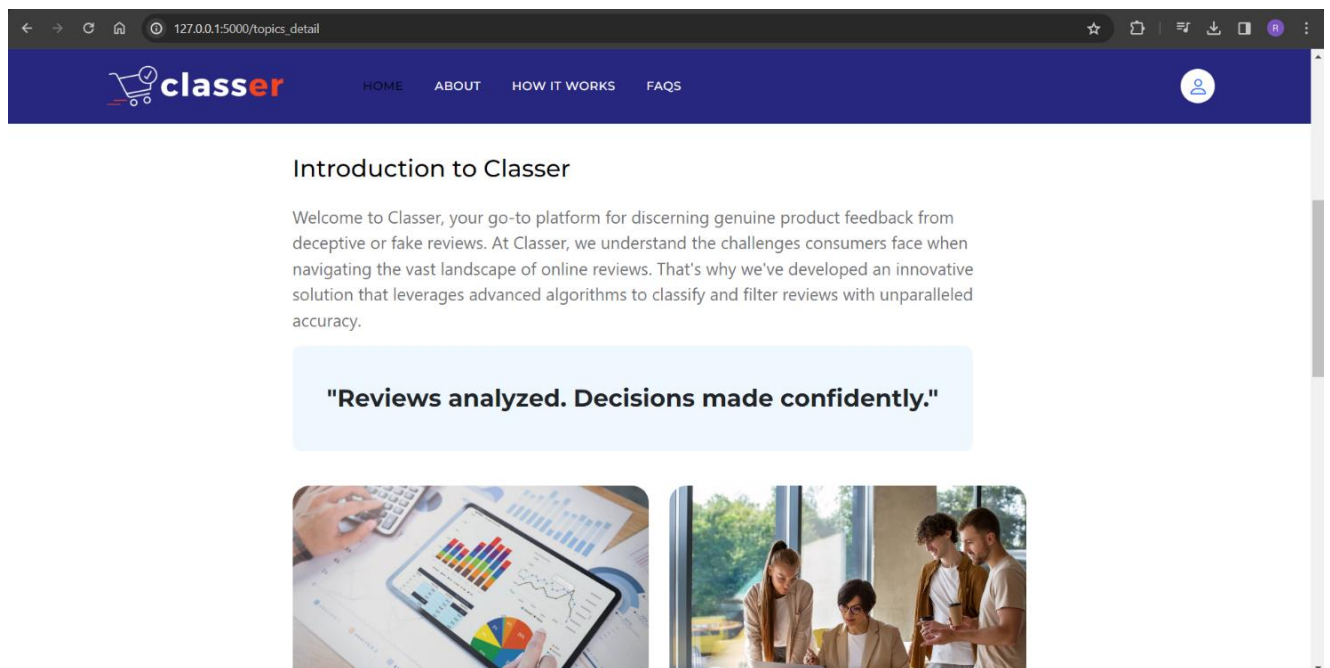 127.0.0.1:5000/topics_detail
R
classer
HOME ABOUT HOW IT WORKS FAQS
Introduction to Classer
Welcome to Classer, your go-to platform for discerning genuine product feedback from
deceptive or fake reviews. At Classer, we understand the challenges consumers face when
navigating the vast landscape of online reviews. That's why we've developed an innovative
solution that leverages advanced algorithms to classify and filter reviews with unparalleled
accuracy.
"Reviews analyzed. Decisions made confidently."